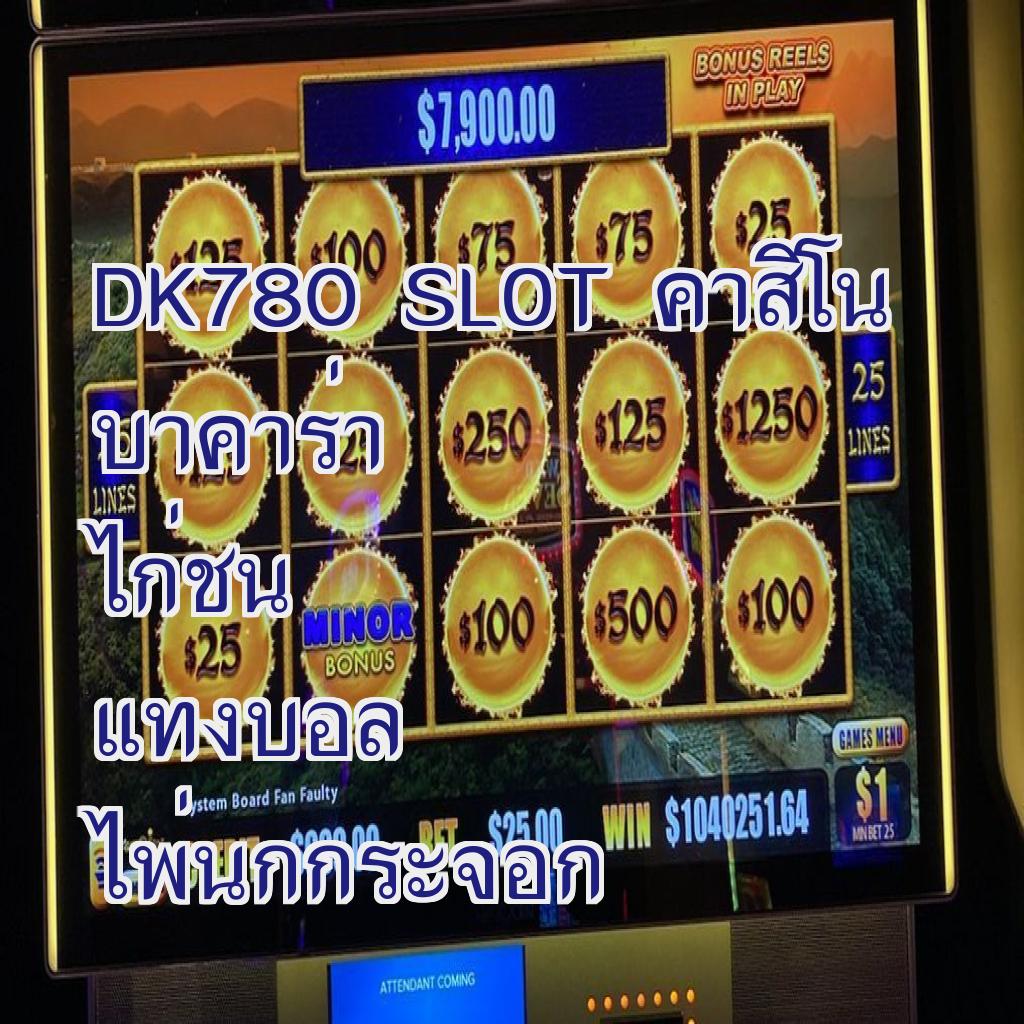 BONUS REELS
IN PLAY
$7,900.00
$125 $100 $75 $75 $25
DK780 SLOT คาสิโน
$250 $125 $1250
25
LINES
LINES
บาคาร่า
ไก่ชน
$25 MINOR
BONUS
$100 $500 $100
แทงบอล
GAMES MENU
$1
MIN BET 25
ystem Board Fan Faulty
BET $25.00 WIN $1040251.64
ไพ่นกกระจอก
ATTENDANT COMING